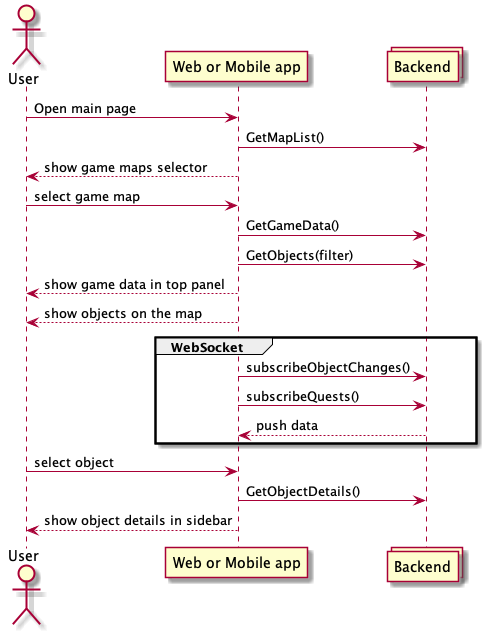 User
Web or Mobile app
Backend
Open main page
GetMapList()
show game maps selector
select game map
GetGameData()
GetObjects(filter)
show game data in top panel
show objects on the map
WebSocket
subscribeObjectChanges()
subscribeQuests()
push data
select object
GetObjectDetails()
show object details in sidebar
User
Web or Mobile app
Backend